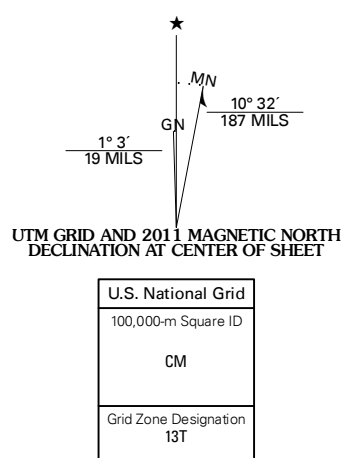 ★
MN
GN
10° 32´
187 MILS
1° 3´
19 MILS
UTM GRID AND 2011 MAGNETIC NORTH
DECLINATION AT CENTER OF SHEET
U.S. National Grid
100,000-m Square ID
CM
Grid Zone Designation
13T